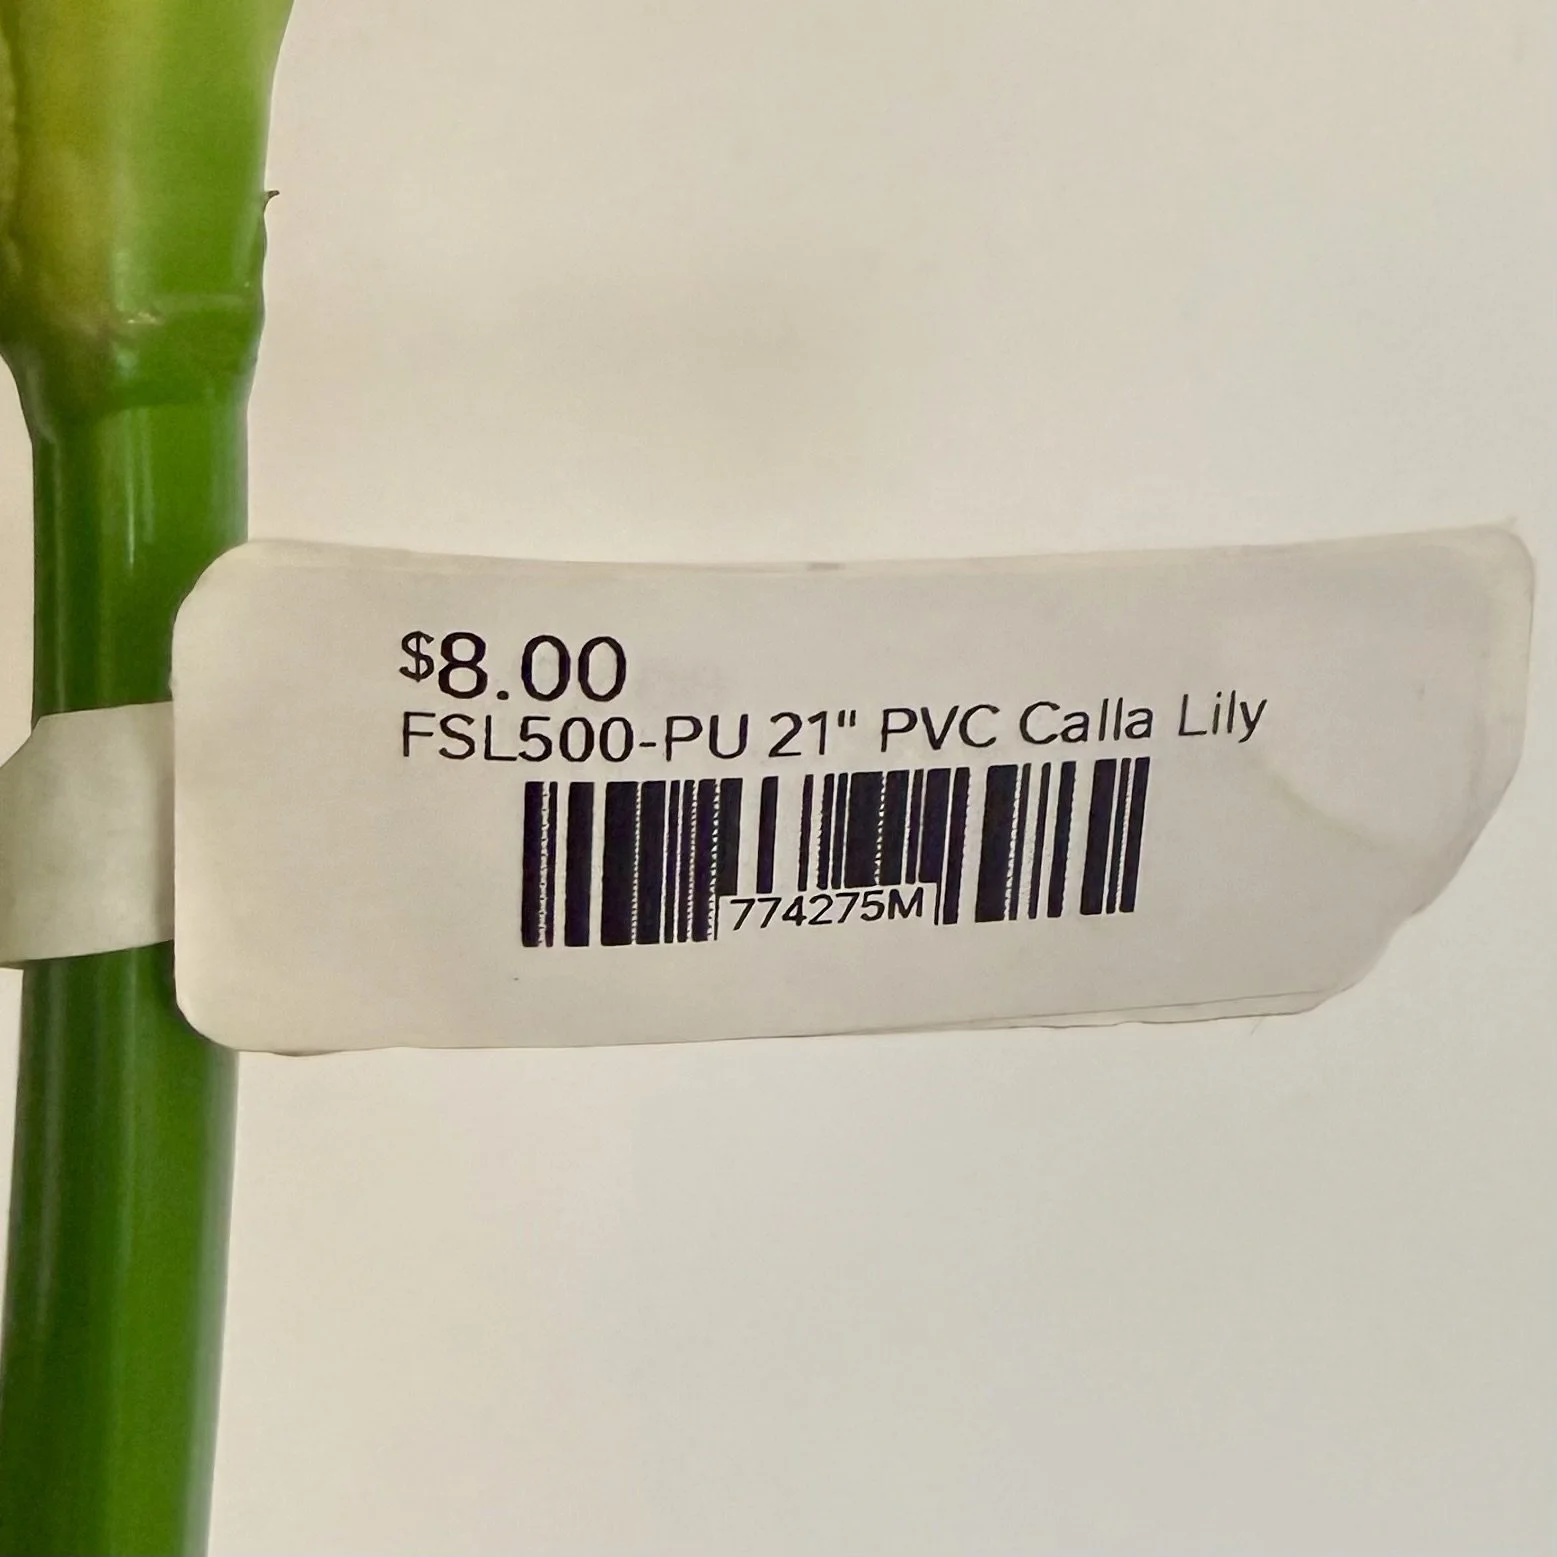 $8.00
FSL500-PU 21" PVC Calla Lily
774275M